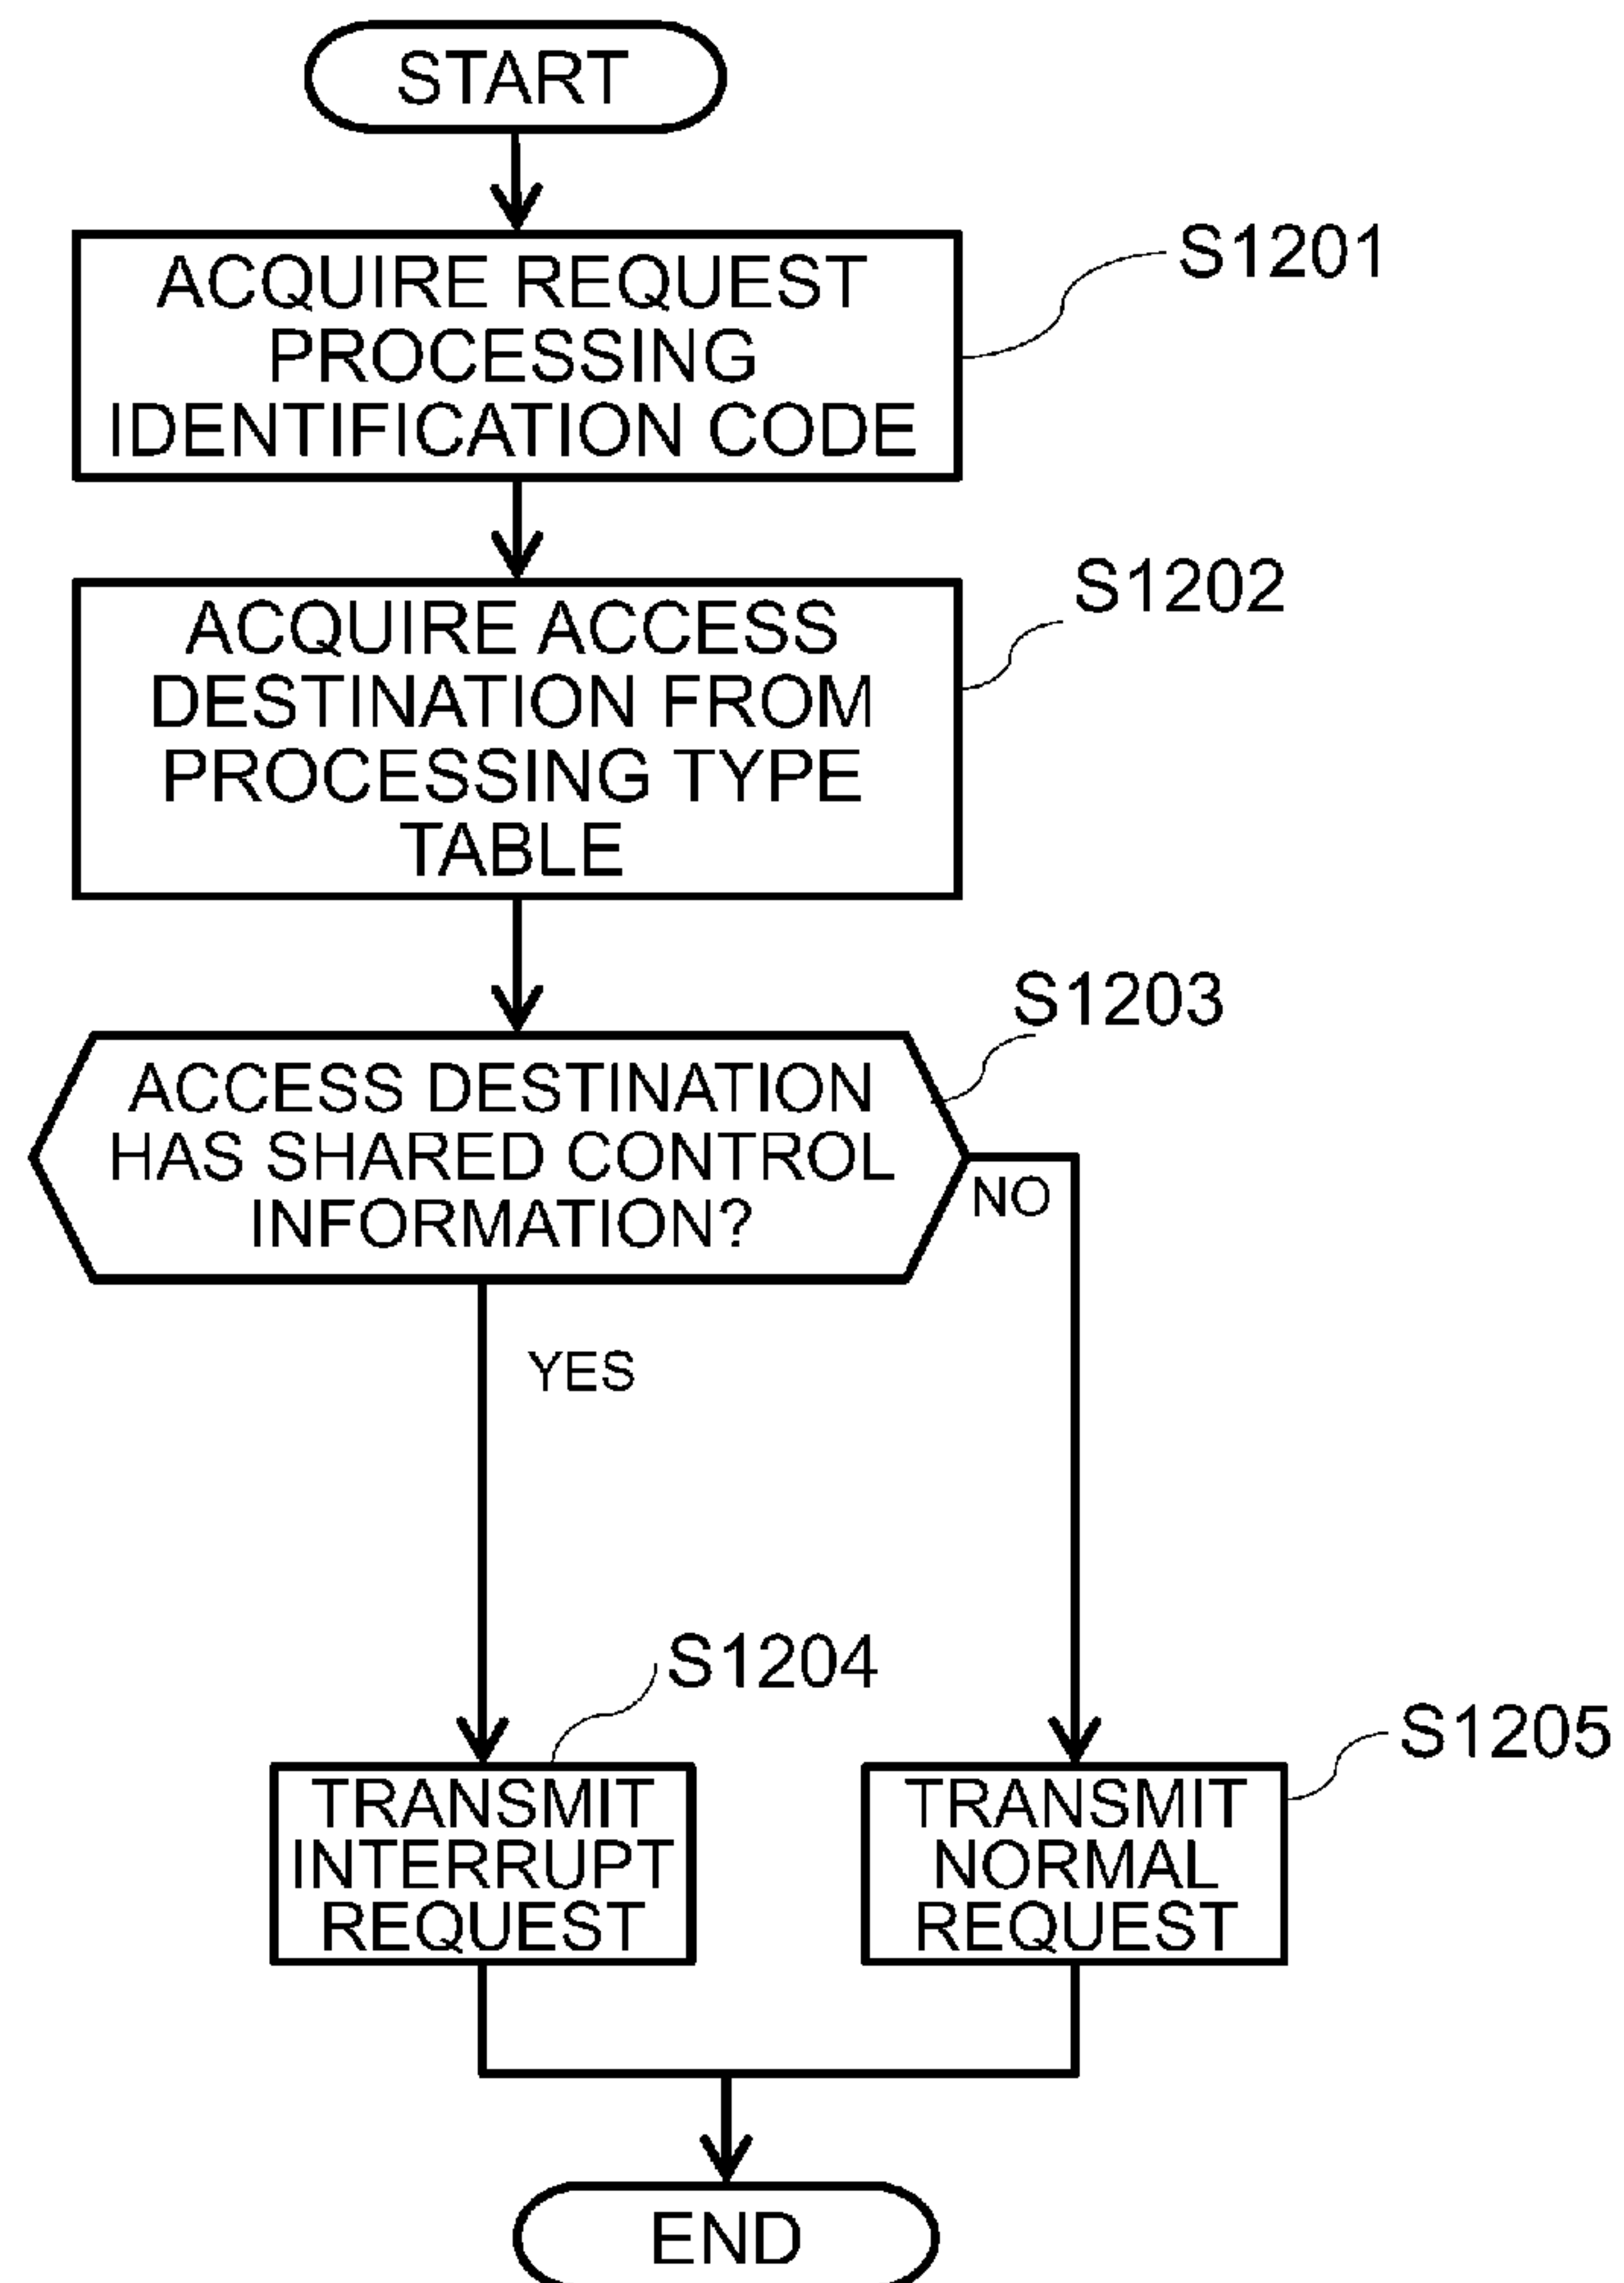 START
ACQUIRE REQUEST
PROCESSING
IDENTIFICATION CODE
S1201
ACQUIRE ACCESS
DESTINATION FROM
PROCESSING TYPE
TABLE
S1202
ACCESS DESTINATION
HAS SHARED CONTROL
INFORMATION?
S1203
NO
YES
S1204
TRANSMIT
INTERRUPT
REQUEST
S1205
TRANSMIT
NORMAL
REQUEST
END